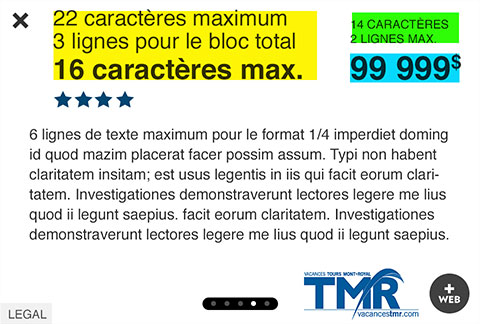 22 caractères maximum
3 lignes pour le bloc total
16 caractères max.
14 CARACTÈRES
2 LIGNES MAX.
99 999$
6 lignes de texte maximum pour le format 1/4 imperdiet doming
id quod mazim placerat facer possim assum. Typi non habent
claritatem insitam; est usus legentis in iis qui facit eorum clari-
tatem. Investigationes demonstraverunt lectores legere me lius
quod ii legunt saepius. facit eorum claritatem. Investigationes
demonstraverunt lectores legere me lius quod ii legunt saepius.
VACANCES TOURS MONT-ROYAL
TMR
vacancestmr.com
+
WEB
LEGAL